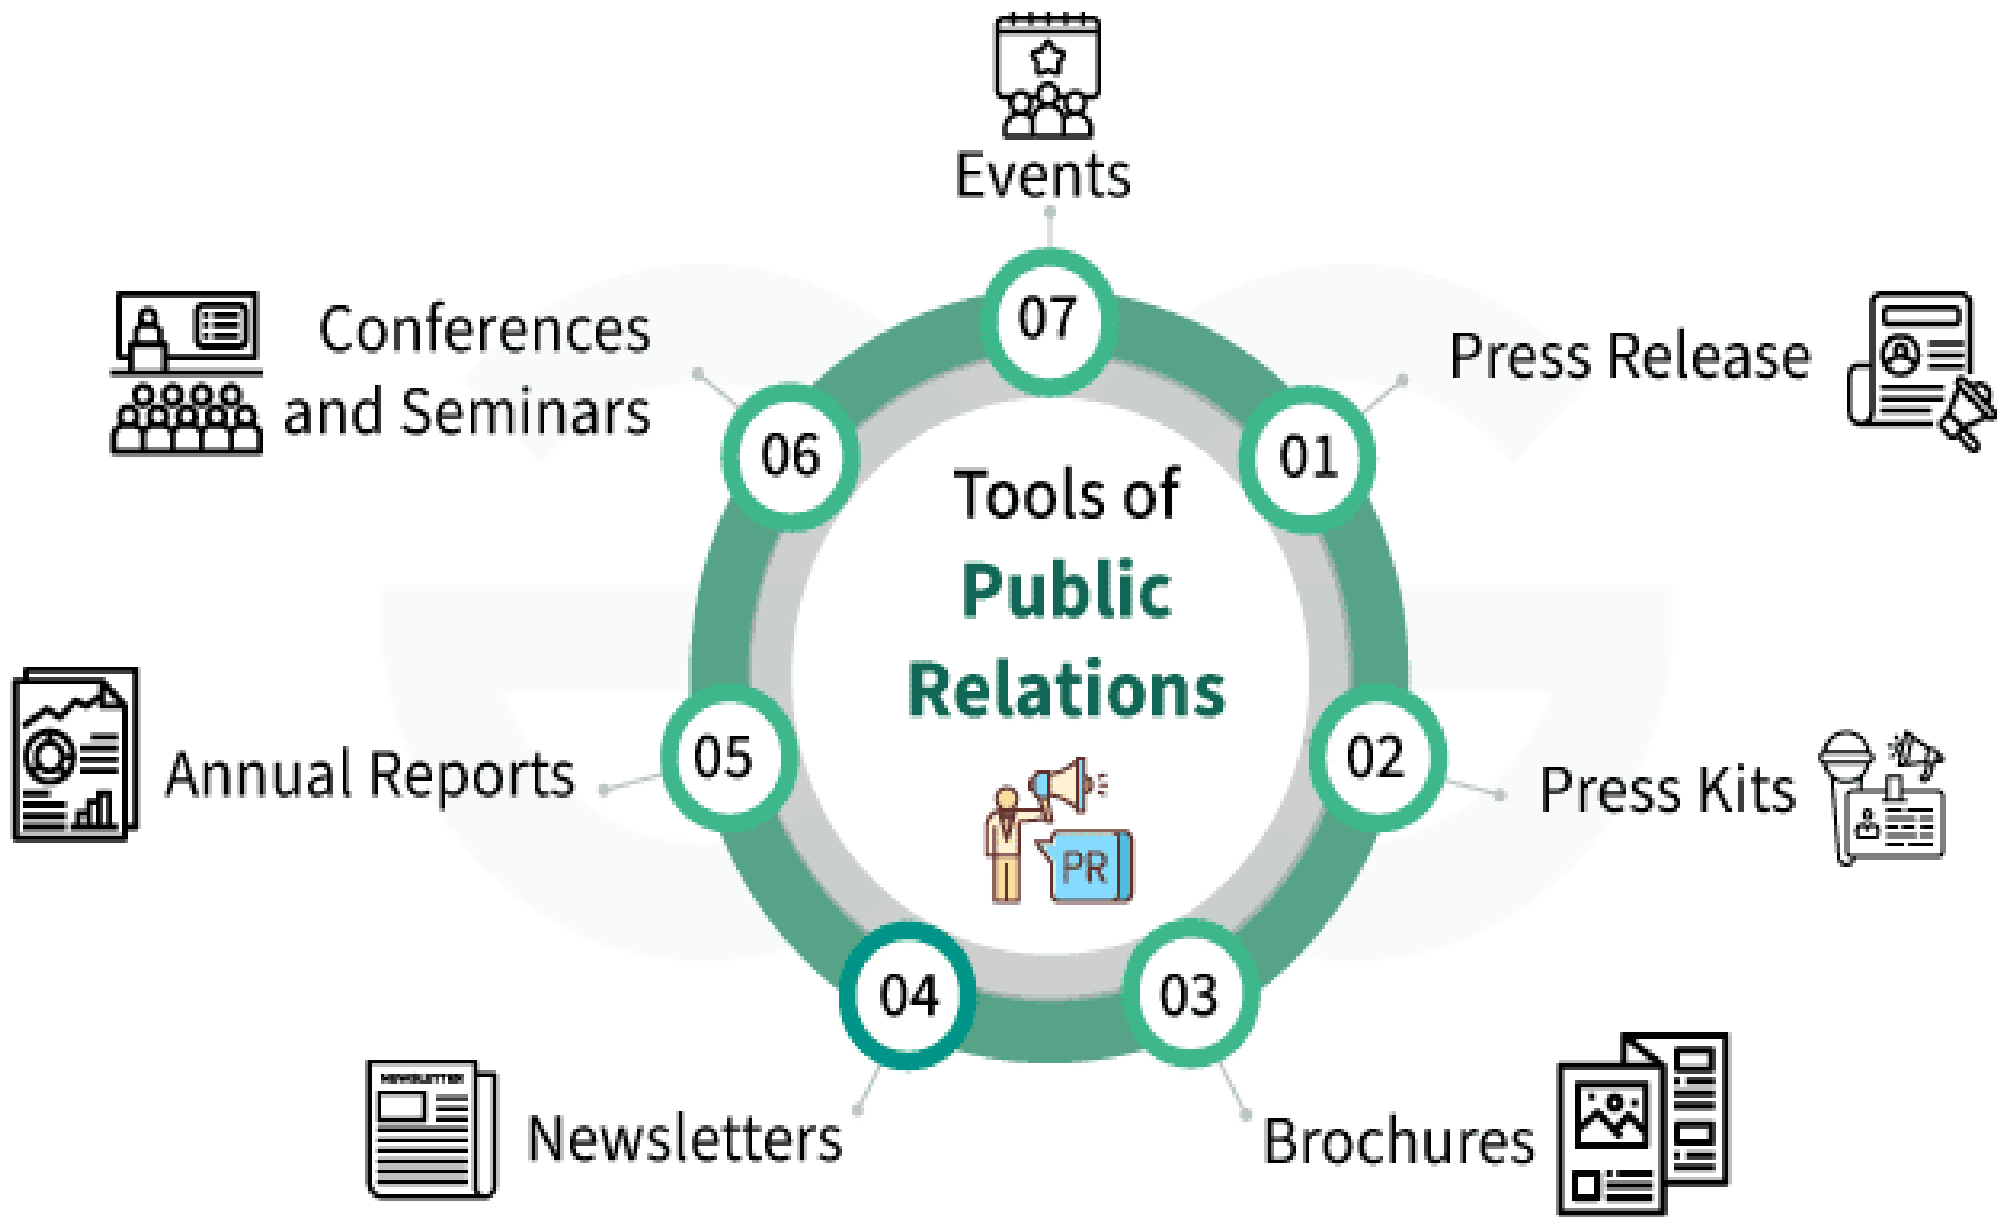 Events
07
Conferences
and Seminars
06
Press Release
01
Tools of
Public
Relations
PR
05
Annual Reports
02
Press Kits
04
03
NEWSLETTER
Newsletters
Brochures